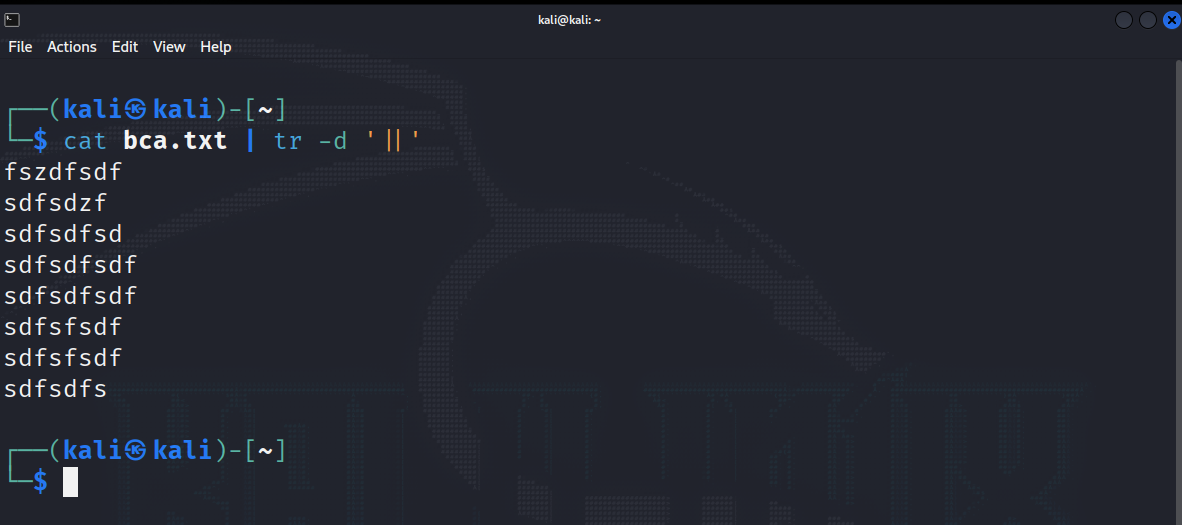 kali@kali: ~
File Actions Edit View Help
┌──(kali㉿kali)-[~]
└─$ cat bca.txt | tr -d '||'
fszdfsdf
sdfsdzf
sdfsdfsd
sdfsdfsdf
sdfsdfsdf
sdfsfsdf
sdfsfsdf
sdfsdfs
┌──(kali㉿kali)-[~]
└─$